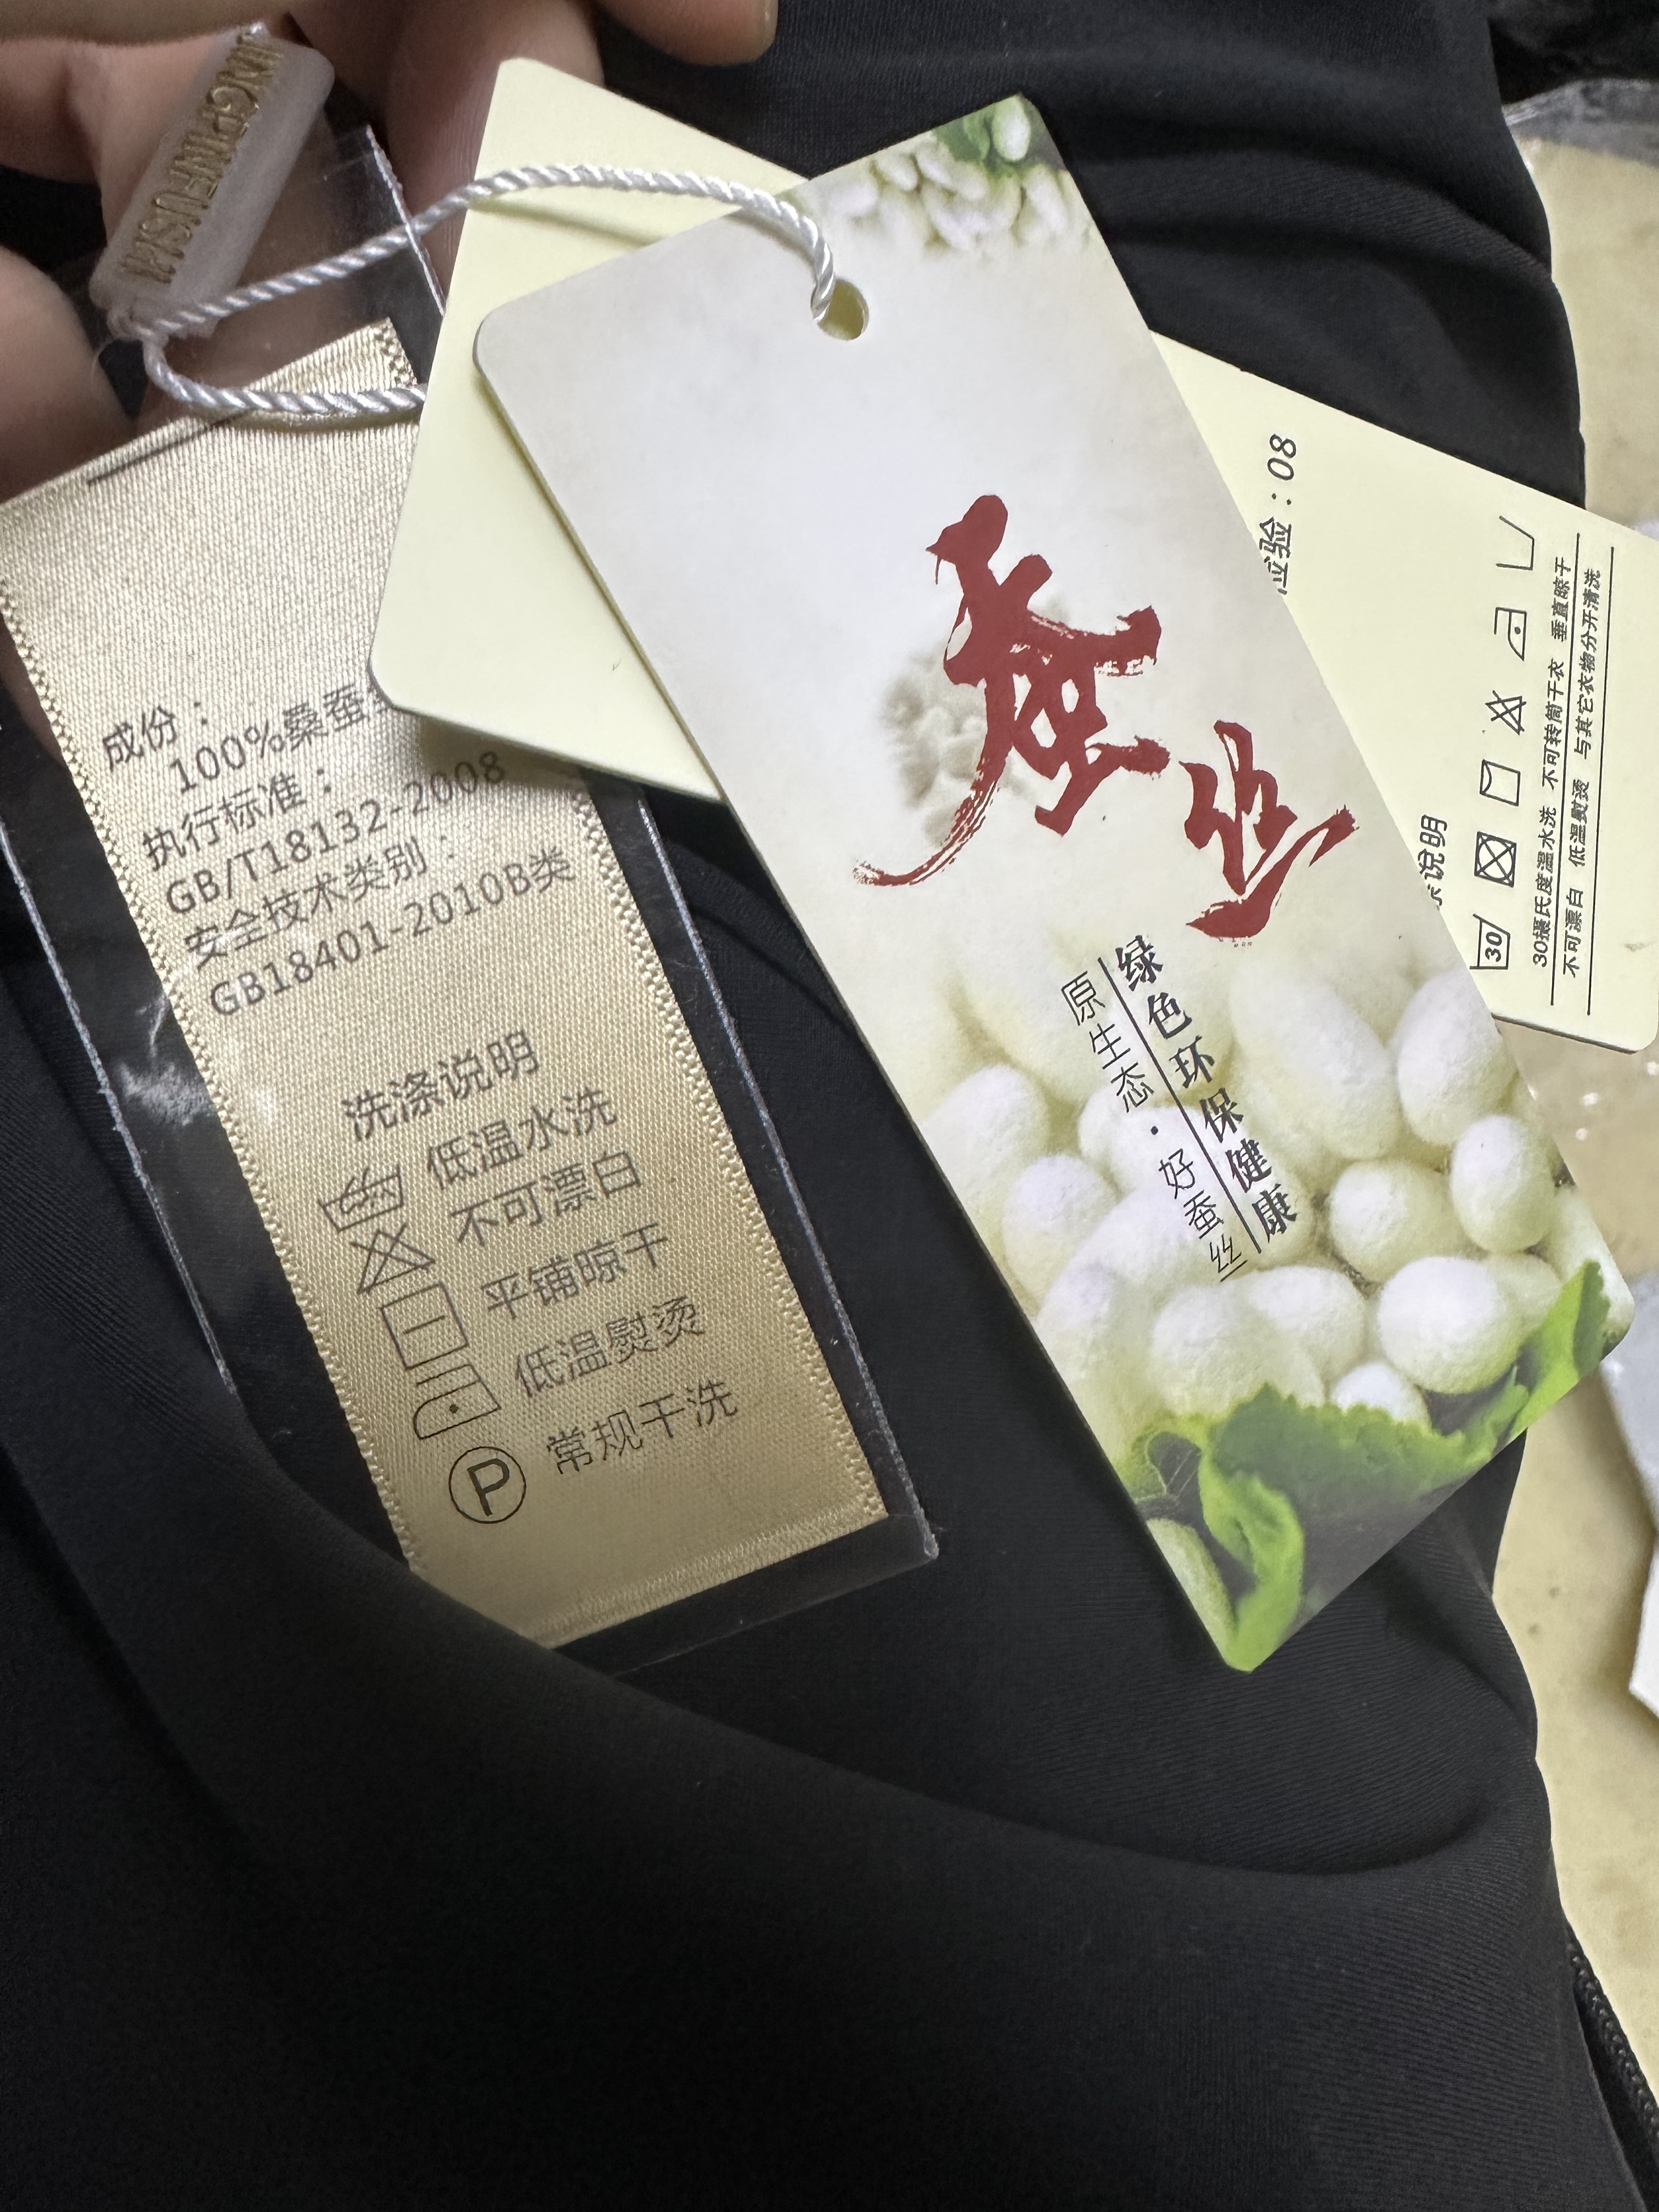 JINGPINFUSHI
成份：
100%桑蚕
执行标准：
GB/T18132-2008
安全技术类别：
GB18401-2010B类
洗涤说明
低温水洗
不可漂白
平铺晾干
低温熨烫
P 常规干洗
蚕丝
绿色环保健康
原生态·好蚕丝
验：08
说明
30
30摄氏度温水洗 不可转筒干衣 垂直晾干
不可漂白 低温熨烫 与其它衣物分开清洗